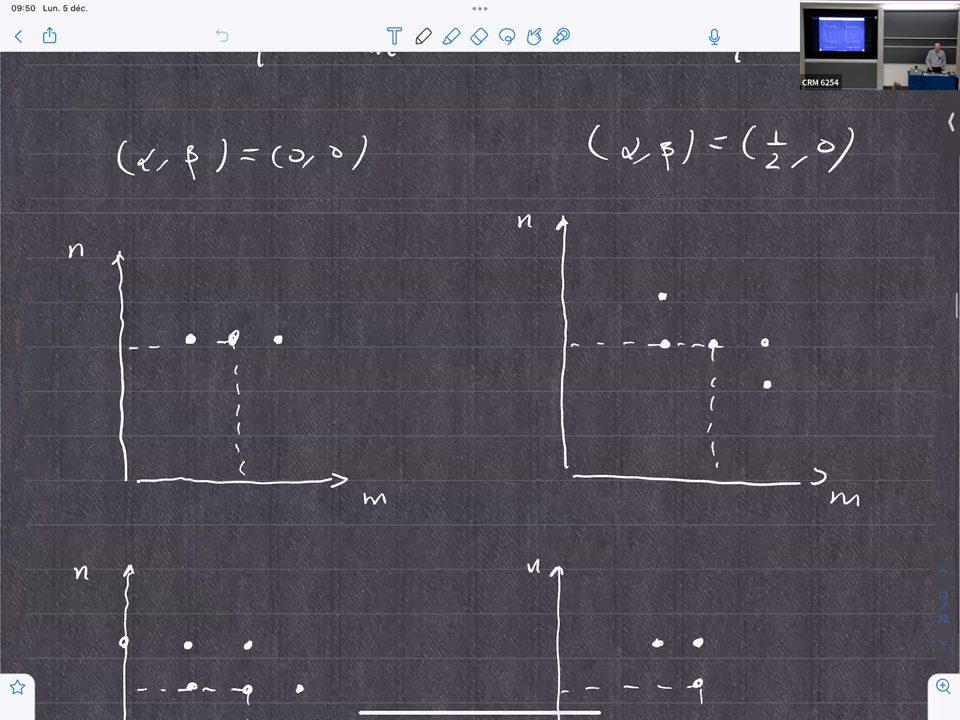 09:50 Lun. 5 déc.
CRM 6254
(α, β) = (0, 0)
(α, β) = (1/2, 0)
n
n
m
m
n
n
13
32